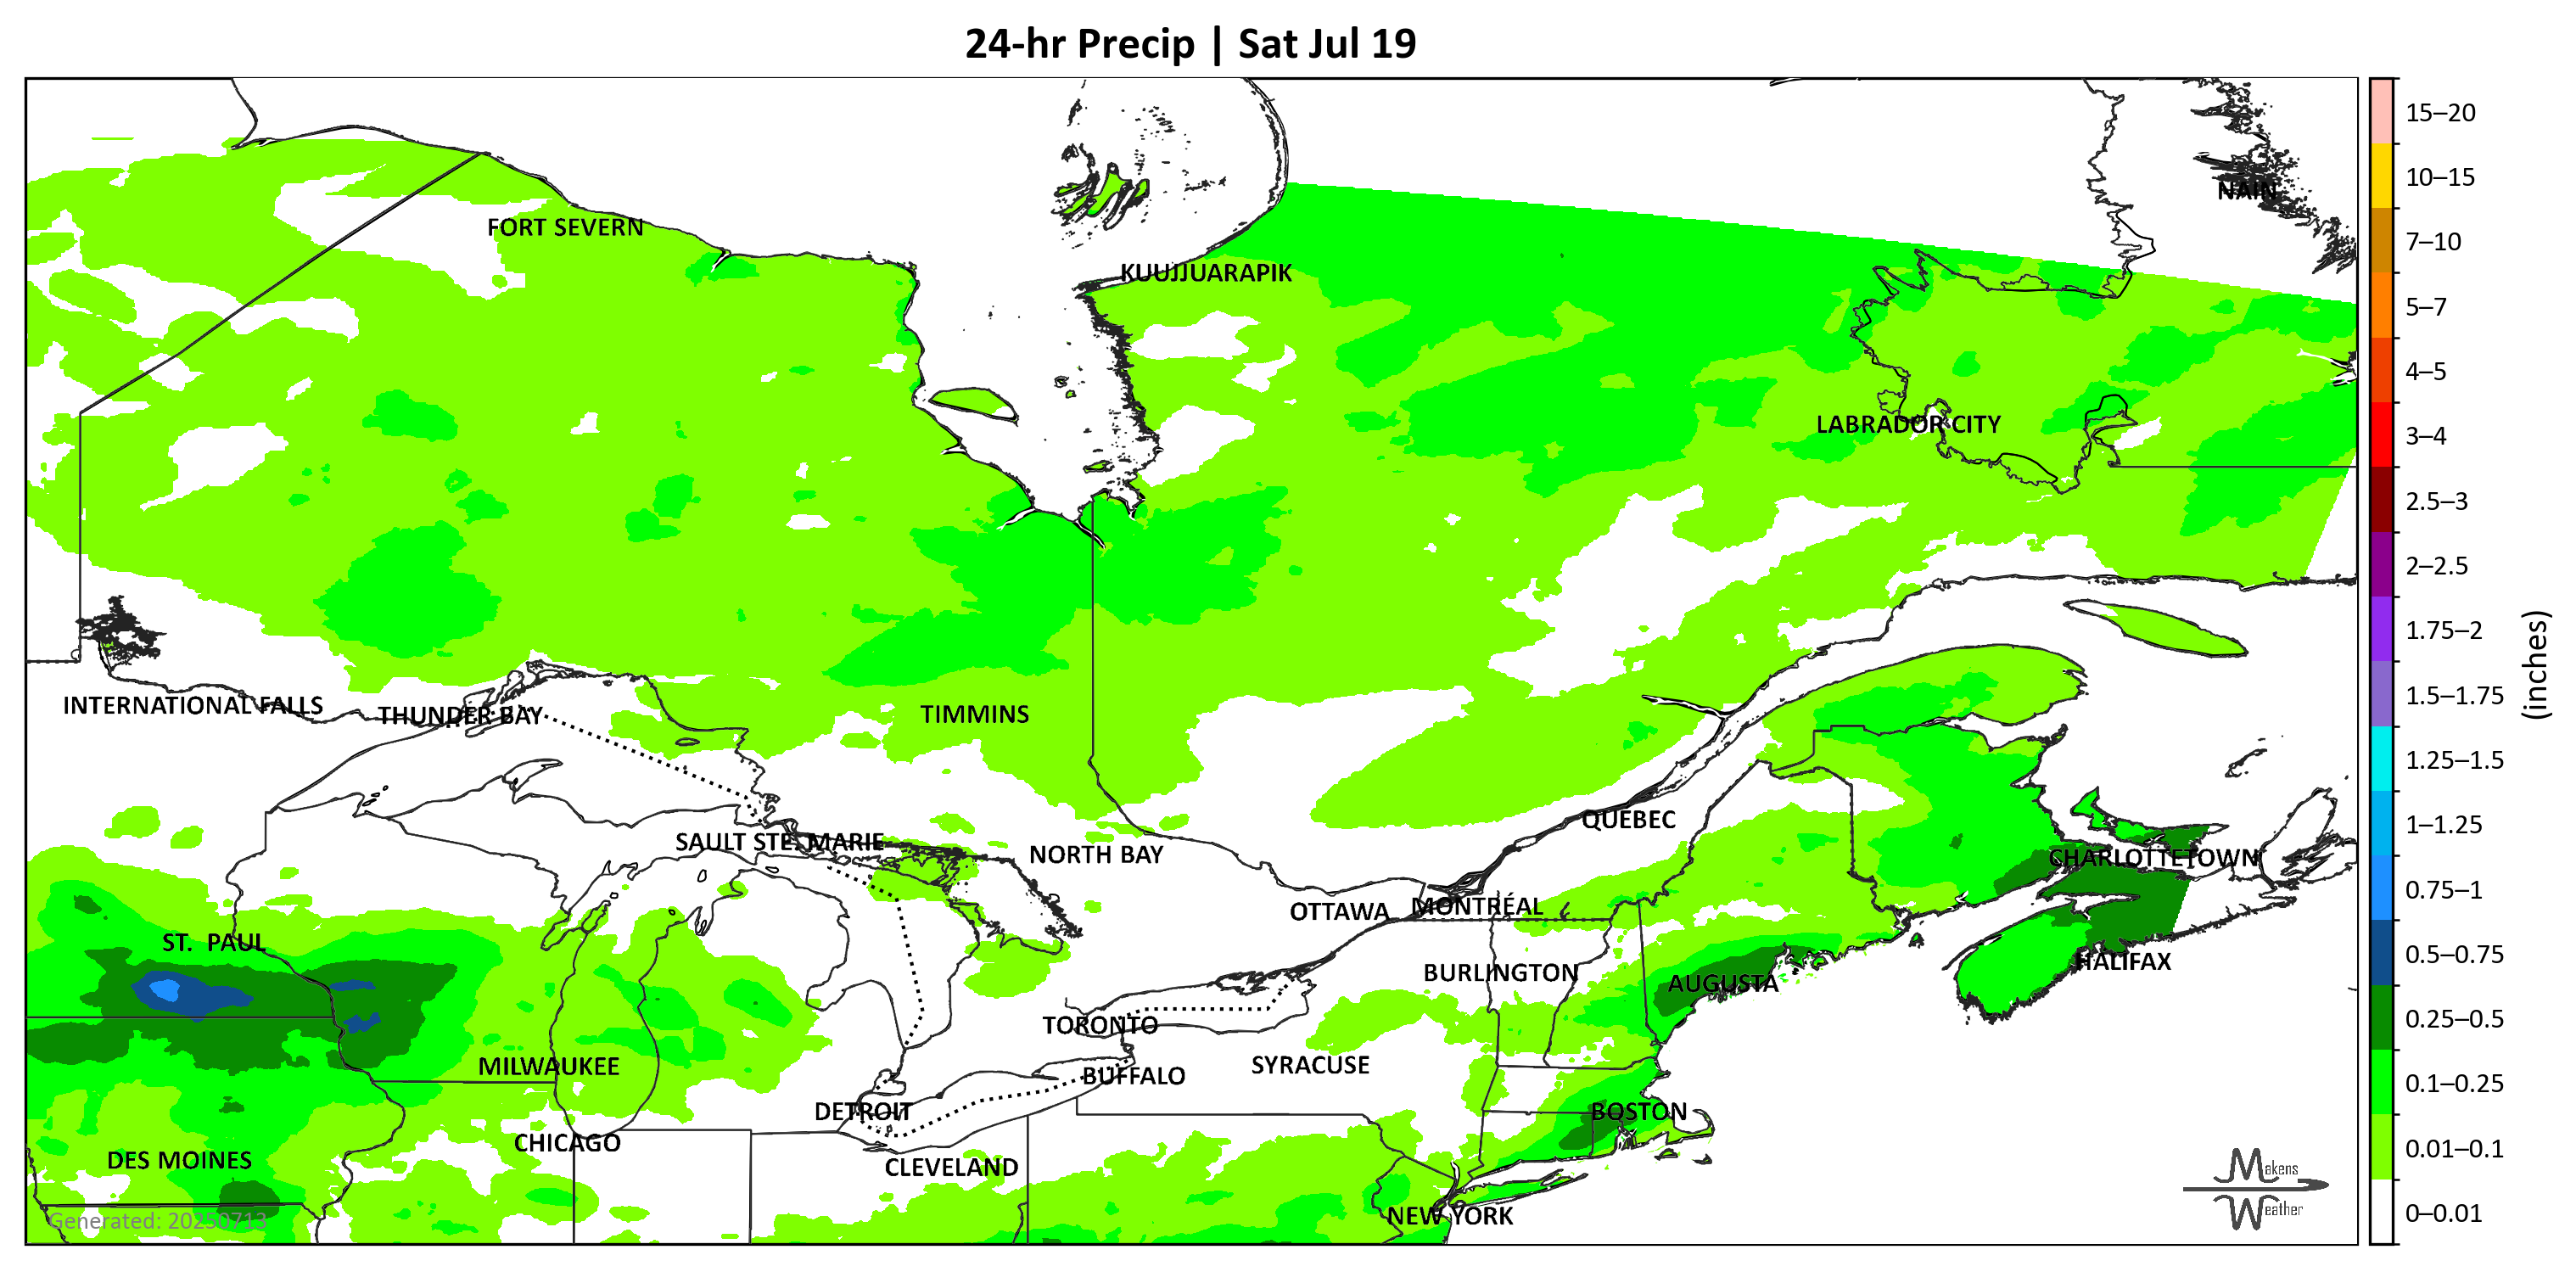 24-hr Precip | Sat Jul 19
15–20
10–15
NAIN
FORT SEVERN
7–10
KUUJJUARAPIK
5–7
4–5
LABRADOR CITY
3–4
2.5–3
2–2.5
1.75–2
(inches)
1.5–1.75
INTERNATIONAL FALLS
THUNDER BAY
TIMMINS
1.25–1.5
QUÉBEC
1–1.25
SAULT STE. MARIE
NORTH BAY
CHARLOTTETOWN
0.75–1
OTTAWA
MONTRÉAL
ST. PAUL
0.5–0.75
HALIFAX
BURLINGTON
AUGUSTA
0.25–0.5
TORONTO
MILWAUKEE
SYRACUSE
BUFFALO
0.1–0.25
DETROIT
BOSTON
CHICAGO
0.01–0.1
DES MOINES
CLEVELAND
Makens
Weather
NEW YORK
0–0.01
Generated: 20250713